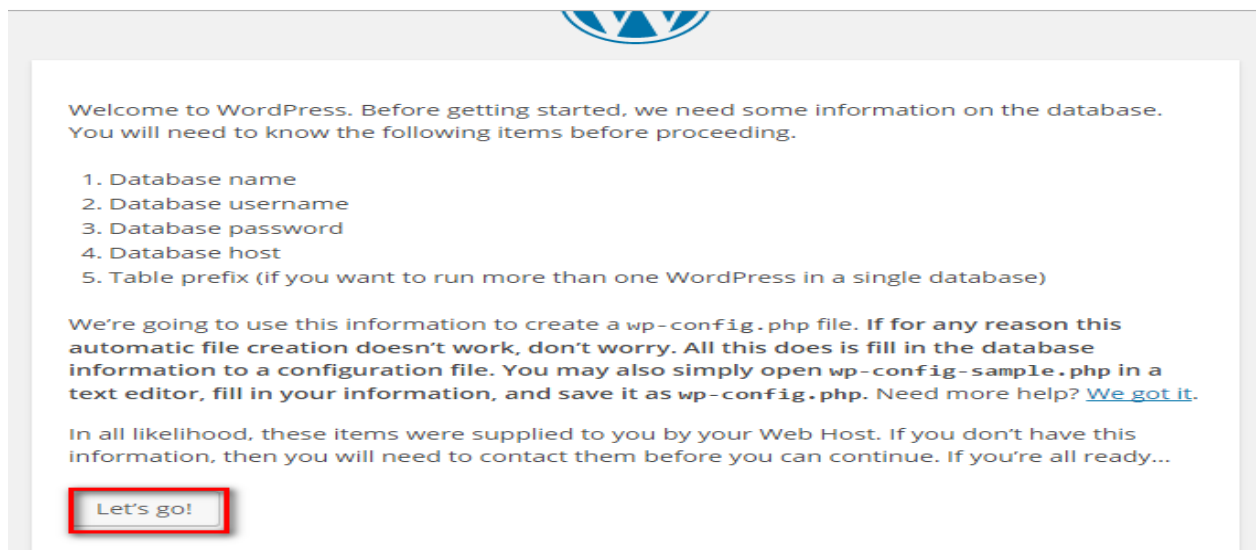 Welcome to WordPress. Before getting started, we need some information on the database.
You will need to know the following items before proceeding.
1. Database name
2. Database username
3. Database password
4. Database host
5. Table prefix (if you want to run more than one WordPress in a single database)
We’re going to use this information to create a wp-config.php file. If for any reason this
automatic file creation doesn’t work, don’t worry. All this does is fill in the database
information to a configuration file. You may also simply open wp-config-sample.php in a
text editor, fill in your information, and save it as wp-config.php. Need more help? We got it.
In all likelihood, these items were supplied to you by your Web Host. If you don’t have this
information, then you will need to contact them before you can continue. If you’re all ready...
Let’s go!